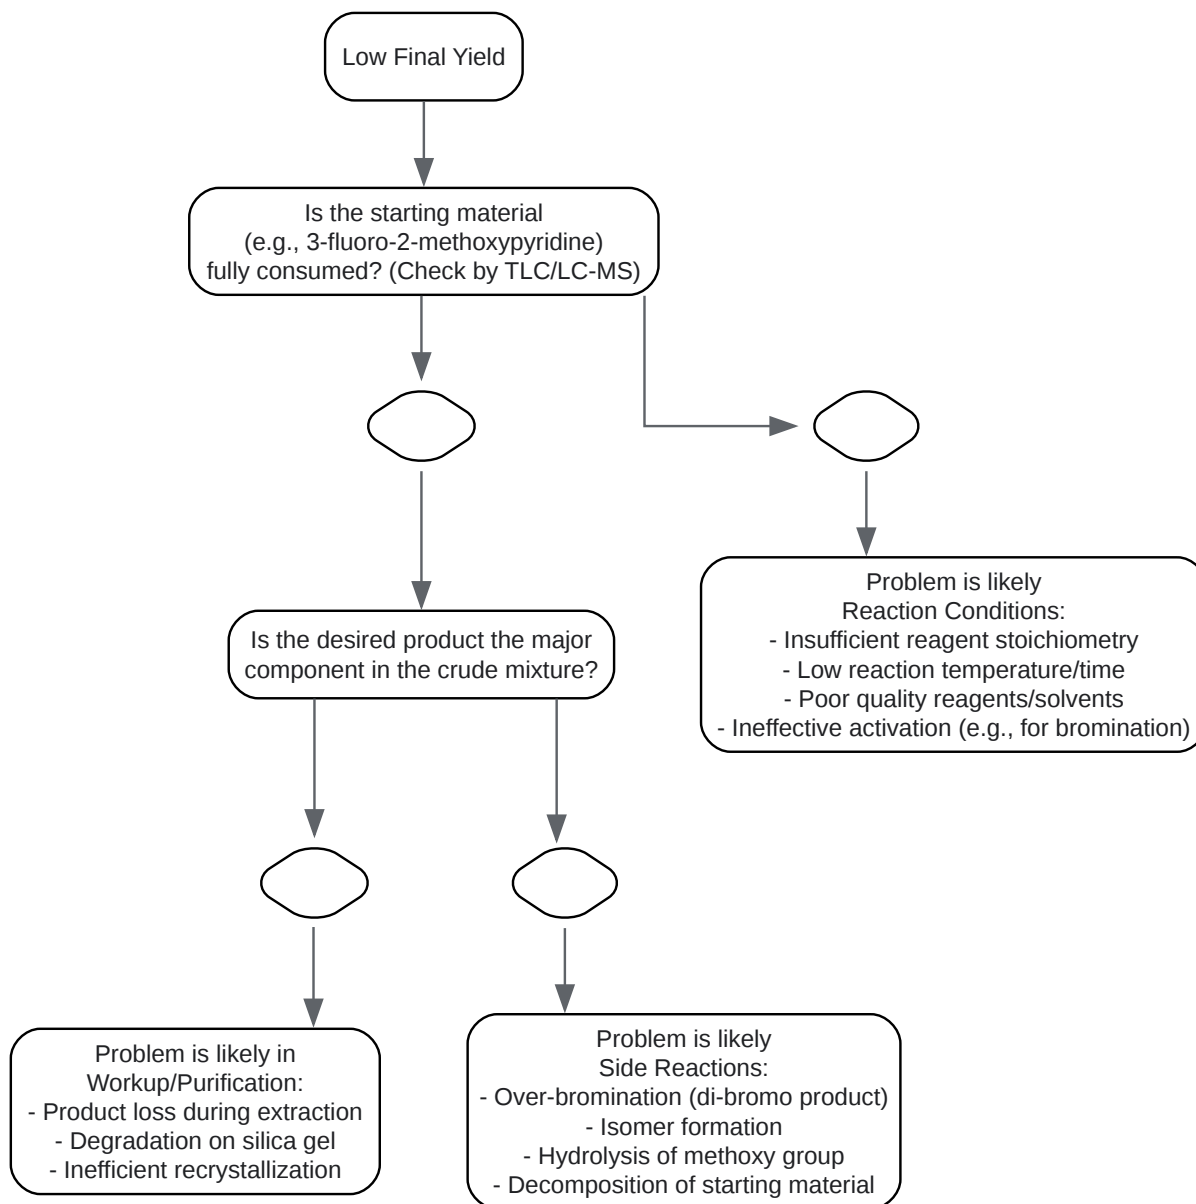 Low Final Yield
Is the starting material
(e.g., 3-fluoro-2-methoxypyridine)
fully consumed? (Check by TLC/LC-MS)
Is the desired product the major
component in the crude mixture?
Problem is likely
Reaction Conditions:
- Insufficient reagent stoichiometry
- Low reaction temperature/time
- Poor quality reagents/solvents
- Ineffective activation (e.g., for bromination)
Problem is likely in
Workup/Purification:
- Product loss during extraction
- Degradation on silica gel
- Inefficient recrystallization
Problem is likely
Side Reactions:
- Over-bromination (di-bromo product)
- Isomer formation
- Hydrolysis of methoxy group
- Decomposition of starting material